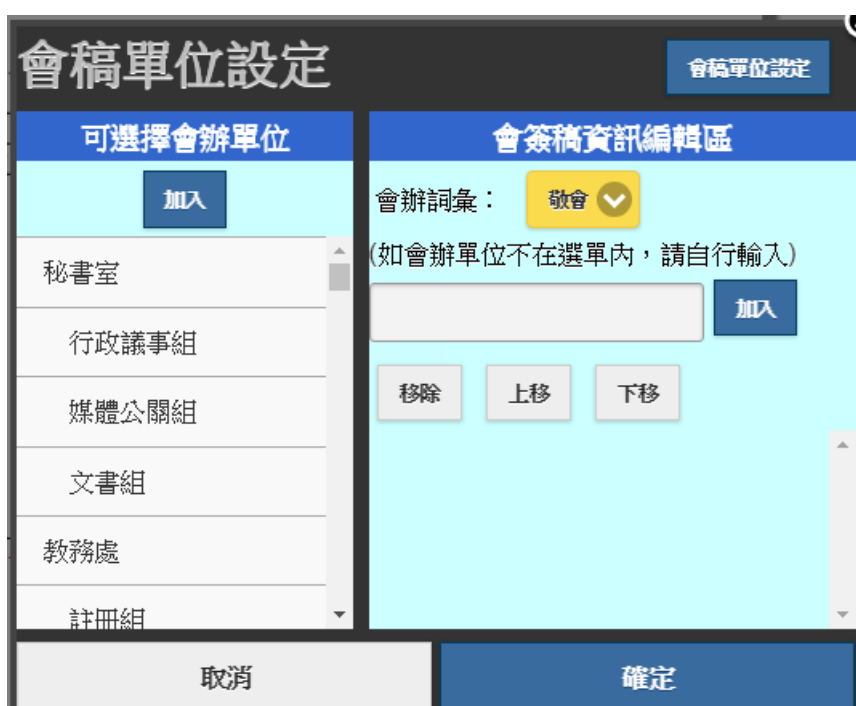 會稿單位設定
會稿單位設定
可選擇會辦單位
加入
秘書室
行政議事組
媒體公關組
文書組
教務處
註冊組
會簽稿資訊編輯區
會辦詞彙：
敬會
(如會辦單位不在選單內，請自行輸入)
加入
移除
上移
下移
取消
確定